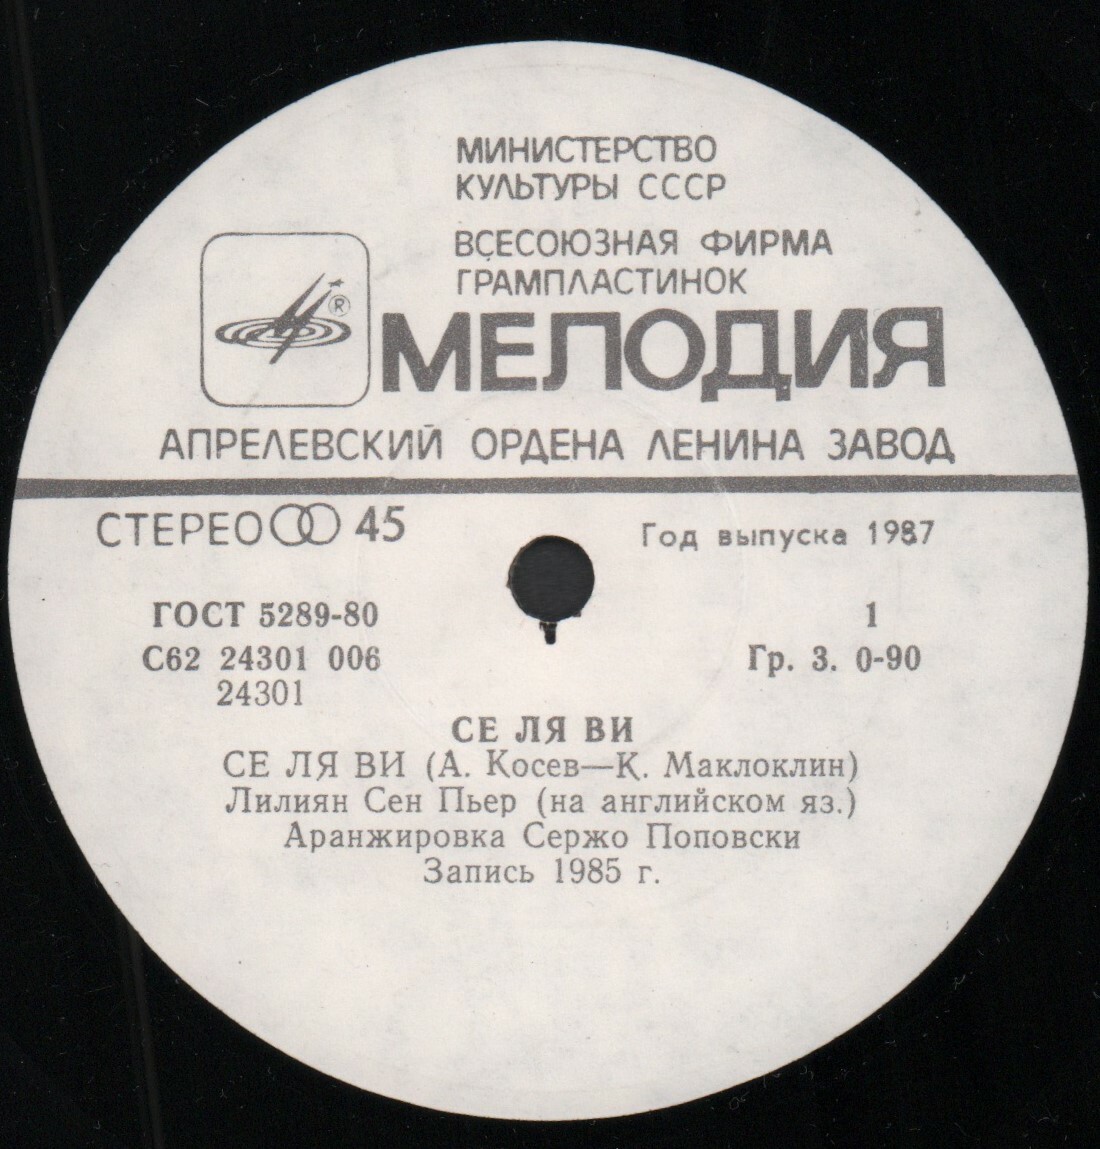 МИНИСТЕРСТВО
КУЛЬТУРЫ СССР
ВСЕСОЮЗНАЯ ФИРМА
ГРАМПЛАСТИНОК
®
МЕЛОДИЯ
АПРЕЛЕВСКИЙ ОРДЕНА ЛЕНИНА ЗАВОД
СТЕРЕО 45
Год выпуска 1987
ГОСТ 5289-80
1
С62 24301 006
Гр. 3. 0-90
24301
СЕ ЛЯ ВИ
СЕ ЛЯ ВИ (А. Косев—К. Маклоклин)
Лилиян Сен Пьер (на английском яз.)
Аранжировка Сержо Поповски
Запись 1985 г.